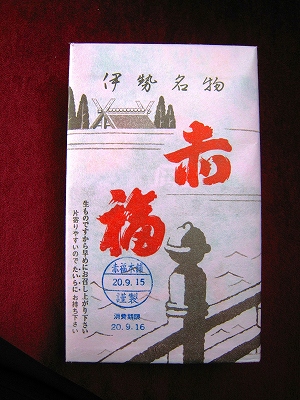 伊勢名物
赤
福
生ものですから早めにお召し上がり下さい
片寄りやすいのでたいらにお持ち下さい
赤福本舗
20.9.15
謹製
消費期限
20.9.16